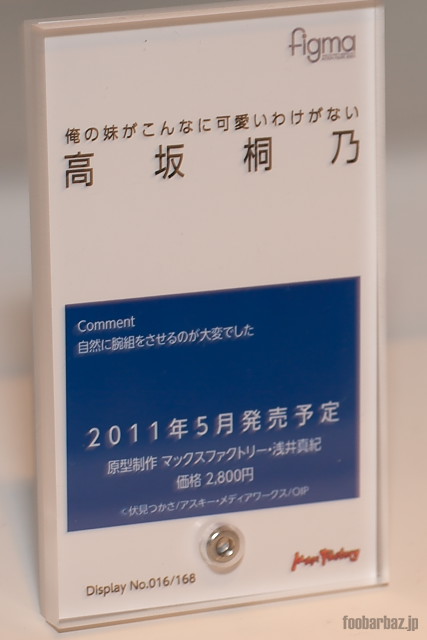 figma
俺の妹がこんなに可愛いわけがない
高坂桐乃
Comment
自然に腕組をさせるのが大変でした
2011年5月発売予定
原型制作 マックスファクトリー・浅井真紀
価格 2,800円
©伏見つかさ/アスキー・メディアワークス/OIP
Max Factory
Display No.016/168
foobarbaz.jp